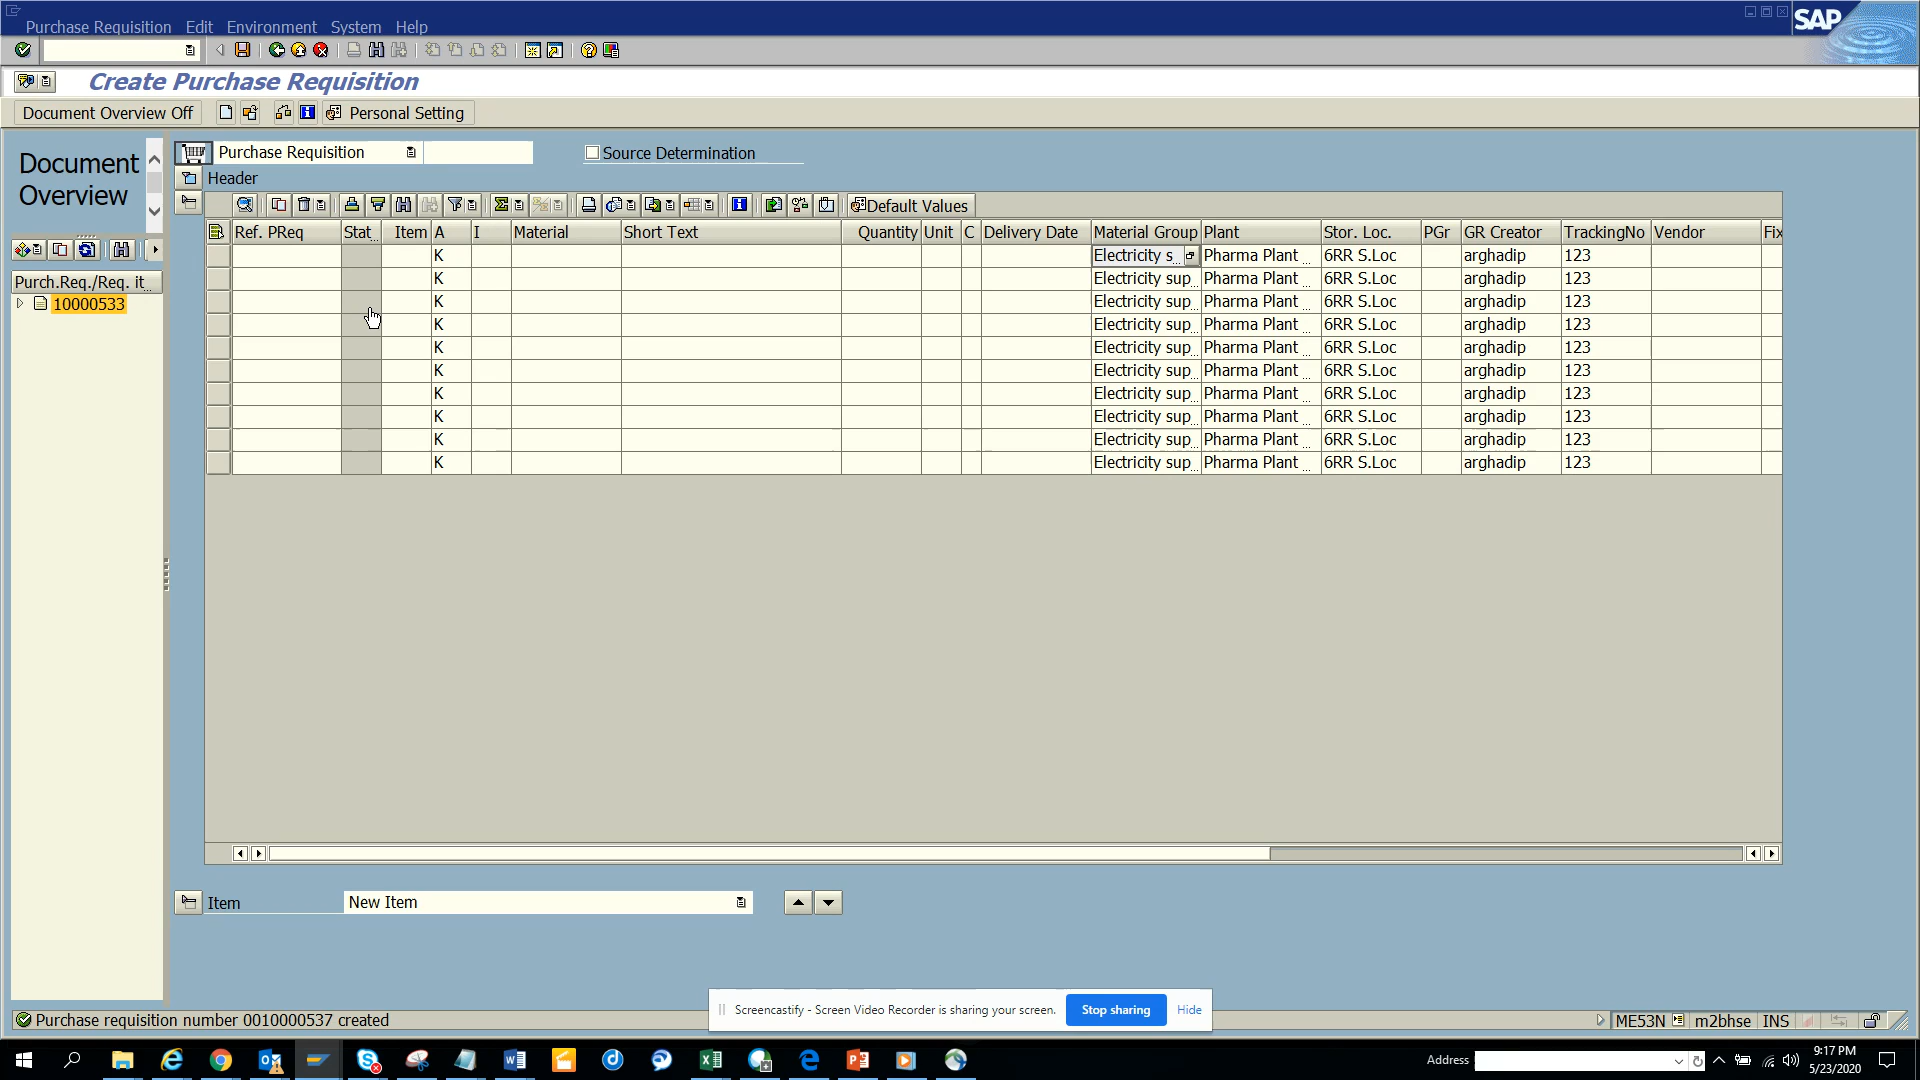 Purchase Requisition Edit Environment System Help
SAP
Create Purchase Requisition
Document Overview Off Personal Setting
Document
Overview
Purchase Requisition Source Determination
Header
Default Values
Ref. PReq Stat Item A I Material Short Text Quantity Unit C Delivery Date Material Group Plant Stor. Loc. PGr GR Creator TrackingNo Vendor Fix
K Electricity s Pharma Plant 6RR S.Loc arghadip 123
K Electricity sup Pharma Plant 6RR S.Loc arghadip 123
K Electricity sup Pharma Plant 6RR S.Loc arghadip 123
K Electricity sup Pharma Plant 6RR S.Loc arghadip 123
K Electricity sup Pharma Plant 6RR S.Loc arghadip 123
K Electricity sup Pharma Plant 6RR S.Loc arghadip 123
K Electricity sup Pharma Plant 6RR S.Loc arghadip 123
K Electricity sup Pharma Plant 6RR S.Loc arghadip 123
K Electricity sup Pharma Plant 6RR S.Loc arghadip 123
K Electricity sup Pharma Plant 6RR S.Loc arghadip 123
Purch.Req./Req. it
10000533
Item New Item
Screencastify - Screen Video Recorder is sharing your screen. Stop sharing Hide
Purchase requisition number 0010000537 created ME53N m2bhse INS
Address 9:17 PM
5/23/2020